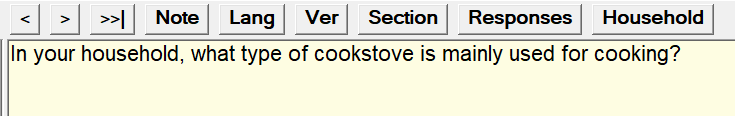 < > >>| Note Lang Ver Section Responses Household
In your household, what type of cookstove is mainly used for cooking?